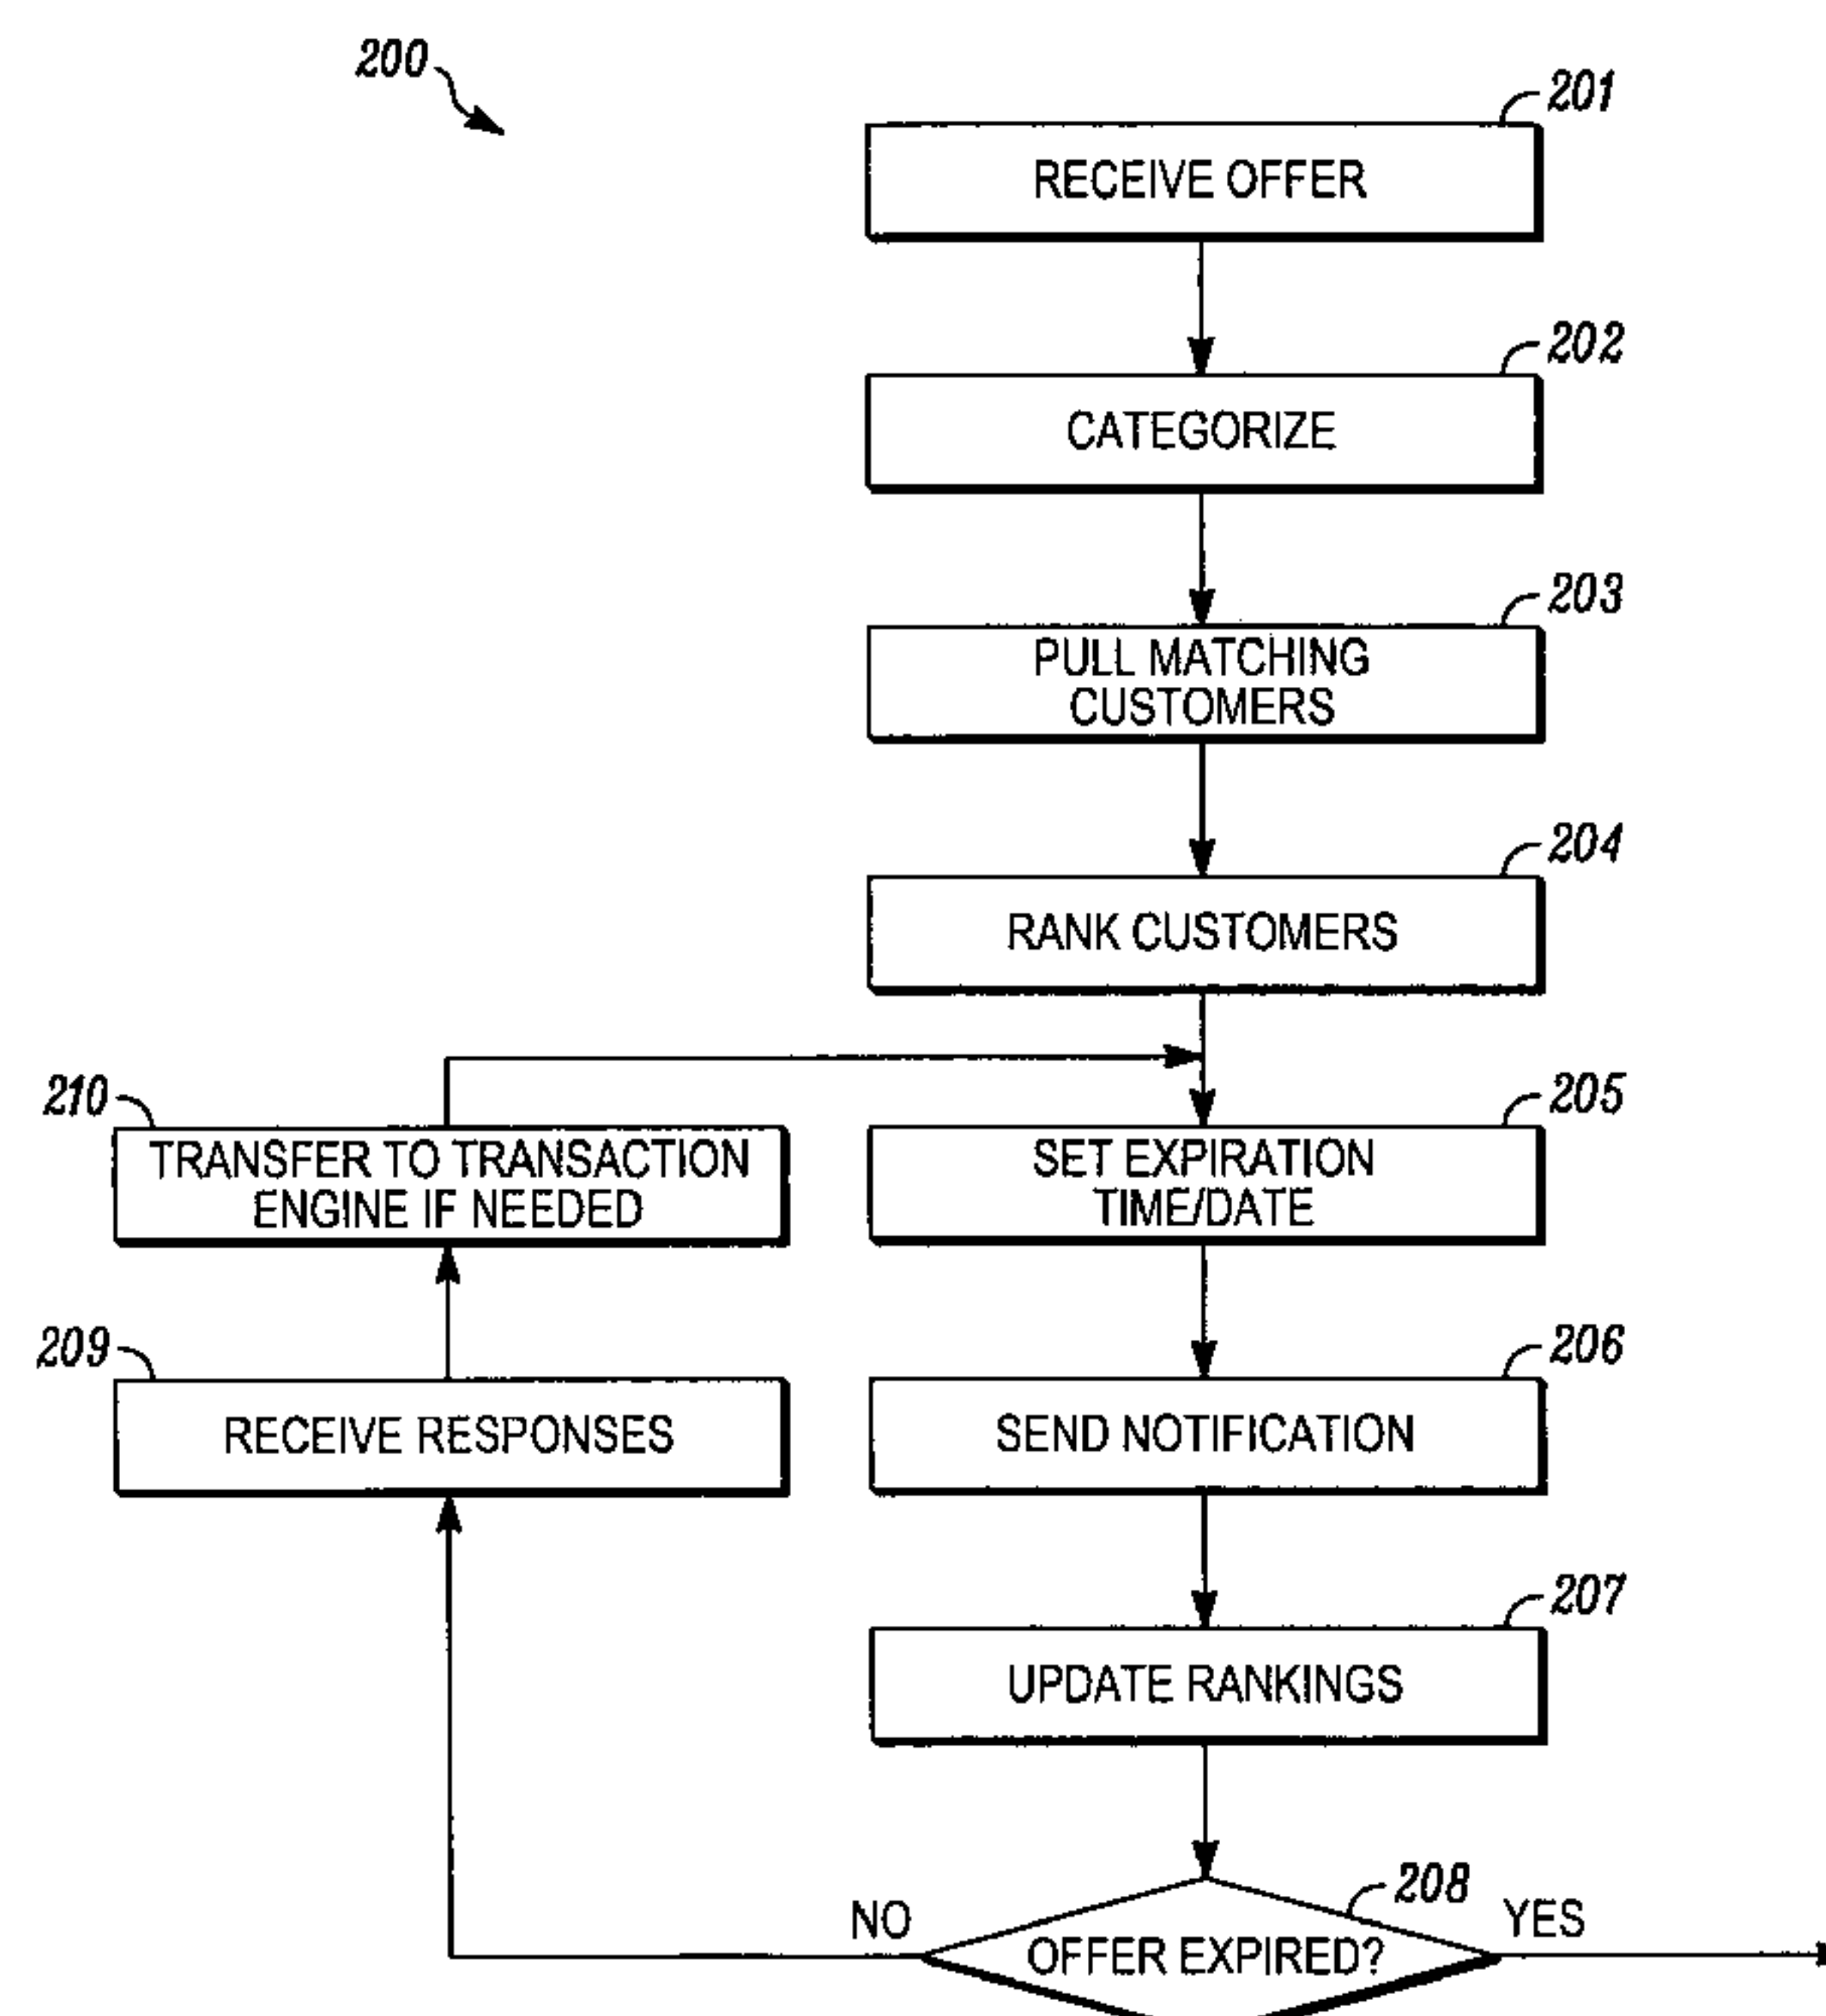 200
201
RECEIVE OFFER
202
CATEGORIZE
203
PULL MATCHING
CUSTOMERS
204
RANK CUSTOMERS
205
SET EXPIRATION
TIME/DATE
206
SEND NOTIFICATION
207
UPDATE RANKINGS
208
OFFER EXPIRED?
NO
YES
209
RECEIVE RESPONSES
210
TRANSFER TO TRANSACTION
ENGINE IF NEEDED